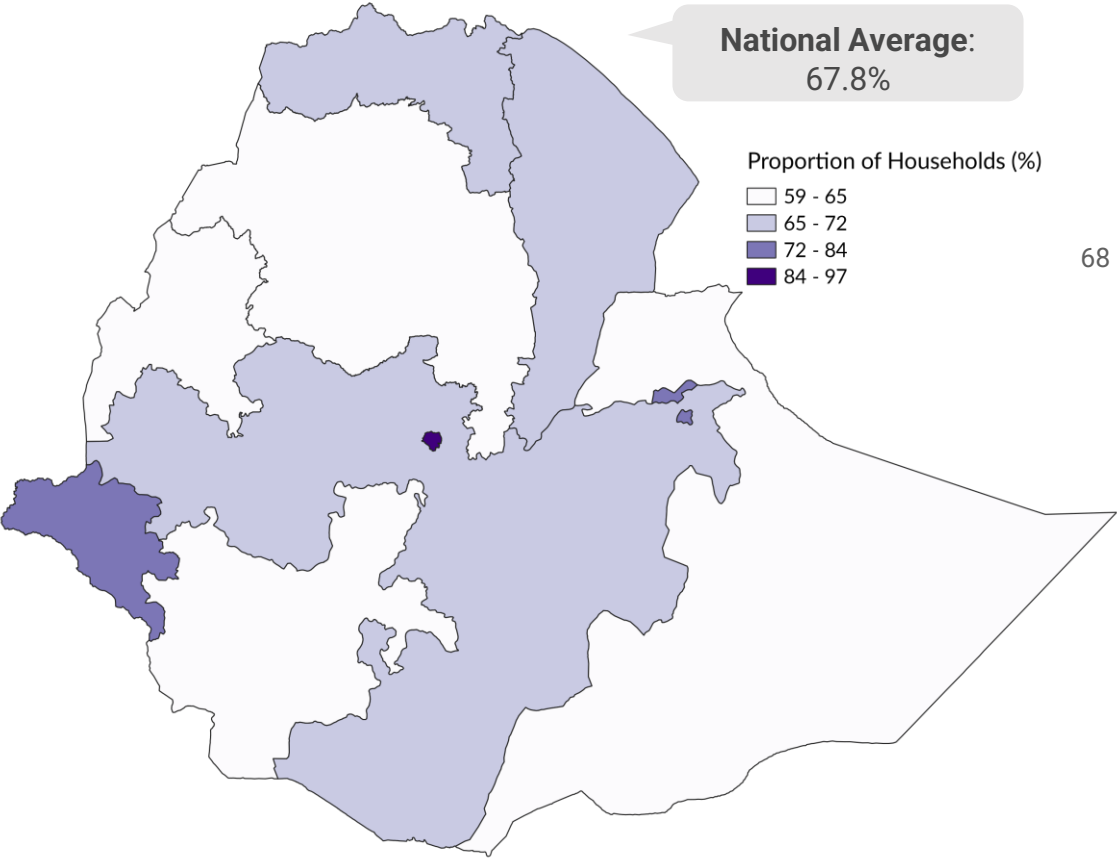 National Average:
67.8%
Proportion of Households (%)
59 - 65
65 - 72
72 - 84
84 - 97
68